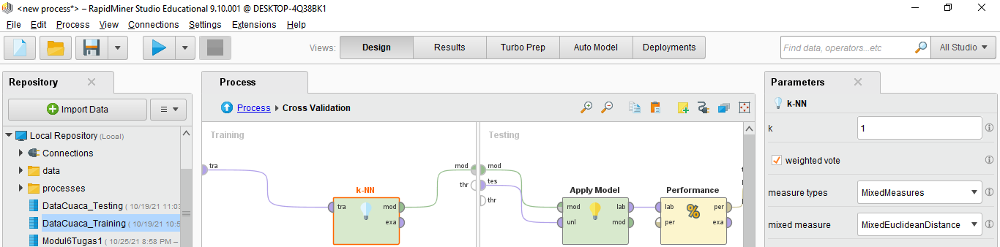 <new process*> – RapidMiner Studio Educational 9.10.001 @ DESKTOP-4Q38BK1
File Edit Process View Connections Settings Extensions Help
Views: Design Results Turbo Prep Auto Model Deployments Find data, operators...etc All Studio
Repository
Import Data
Local Repository (Local)
Connections
data
processes
DataCuaca_Testing ( 10/19/21 11:03
DataCuaca_Training ( 10/19/21 10:5
Modul6Tugas1 ( 10/25/21 8:58 PM –
Process
Process Cross Validation
Training
tra
mod
thr
k-NN
tra mod
exa
Testing
mod
tes
thr
Apply Model
mod lab
unl mod
Performance
%
lab per
per exa
Parameters
k-NN
k 1
weighted vote
measure types MixedMeasures
mixed measure MixedEuclideanDistance